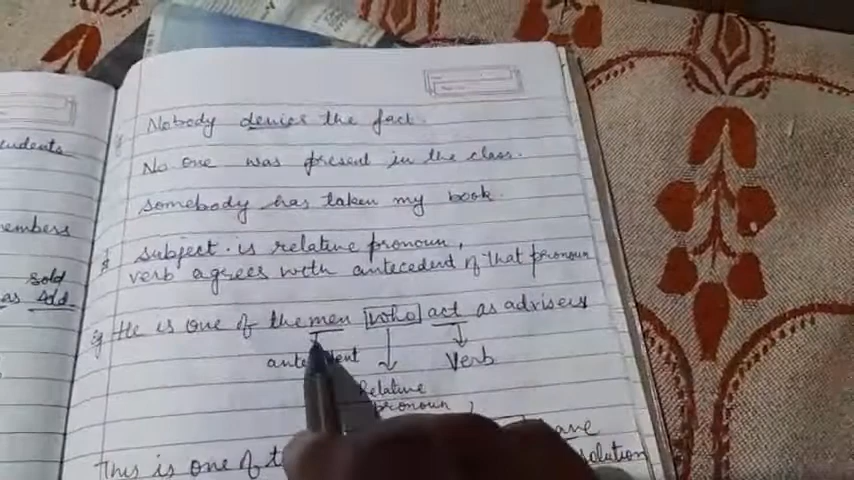 udents
embers
sold
as sold
Nobody denies the fact.
No one was present in the class.
Somebody has taken my book.
subject is relative pronoun,
verb agrees with antecedent of that pronoun
Eg He is one of the men who act as advisers
Verb
Relative
pronoun
This is one of
olution